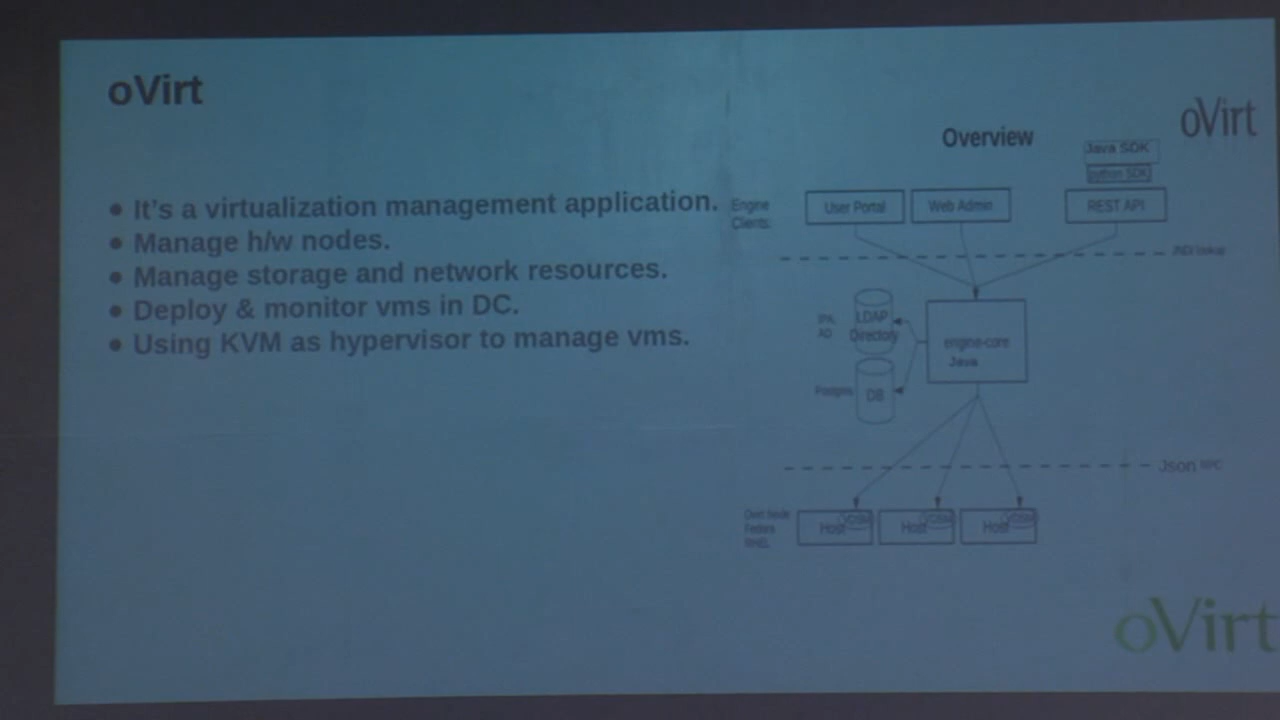 oVirt
• It's a virtualization management application.
• Manage h/w nodes.
• Manage storage and network resources.
• Deploy & monitor vms in DC.
• Using KVM as hypervisor to manage vms.
oVirt
Overview
Java SDK
python SDK
Engine
Clients
User Portal
Web Admin
REST API
JNDI lookup
IPA,
AD
LDAP
Directory
engine-core
Java
Postgres
DB
Json RPC
Fedora
RHEL
Host
Host
Host
oVirt